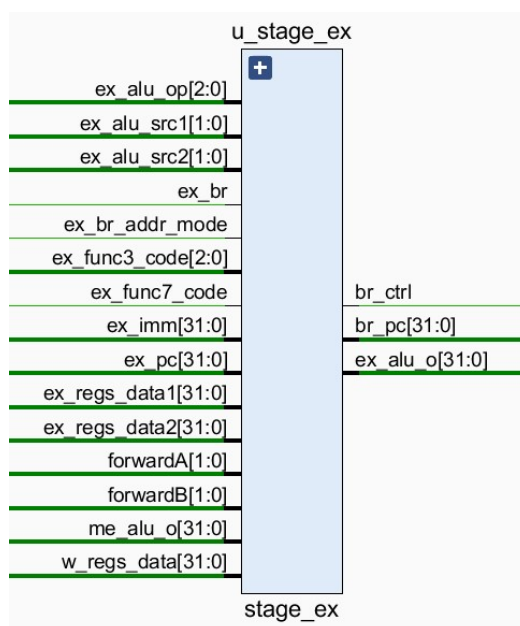 u_stage_ex
ex_alu_op[2:0]
ex_alu_src1[1:0]
ex_alu_src2[1:0]
ex_br
ex_br_addr_mode
ex_func3_code[2:0]
ex_func7_code
br_ctrl
ex_imm[31:0]
br_pc[31:0]
ex_pc[31:0]
ex_alu_o[31:0]
ex_regs_data1[31:0]
ex_regs_data2[31:0]
forwardA[1:0]
forwardB[1:0]
me_alu_o[31:0]
w_regs_data[31:0]
stage_ex